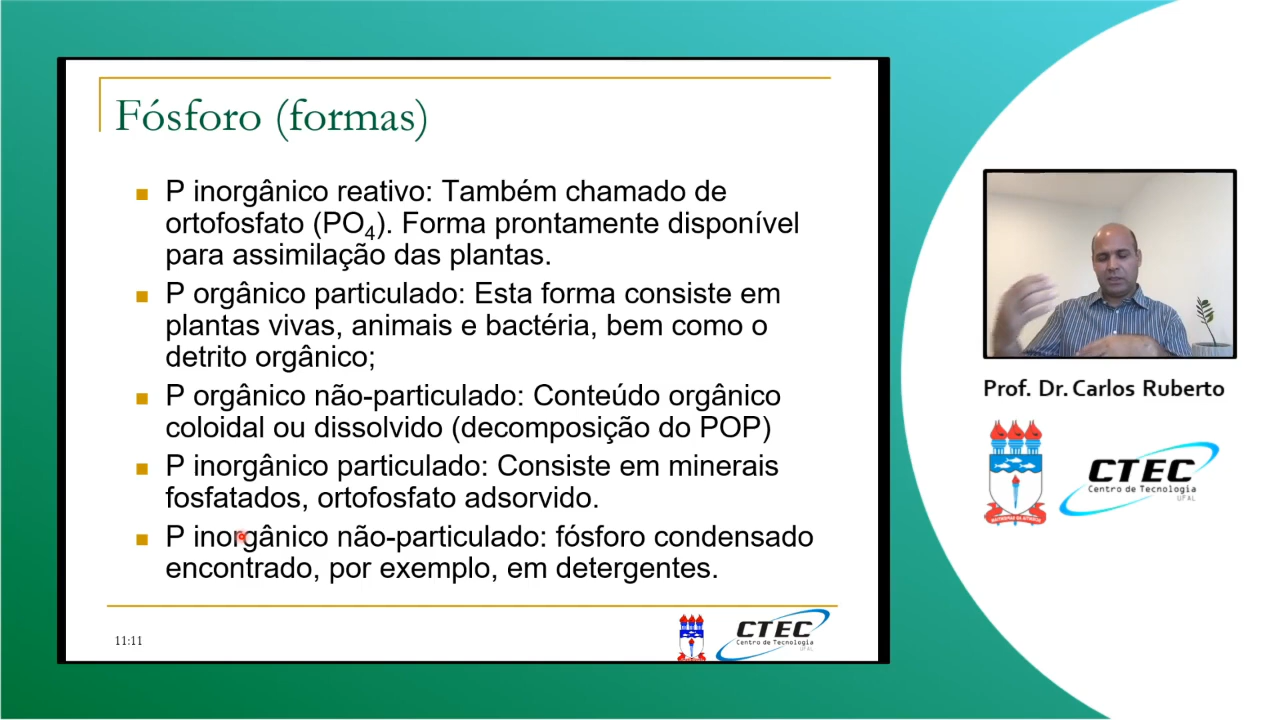 Fósforo (formas)
P inorgânico reativo: Também chamado de
ortofosfato (PO4). Forma prontamente disponível
para assimilação das plantas.
P orgânico particulado: Esta forma consiste em
plantas vivas, animais e bactéria, bem como o
detrito orgânico;
P orgânico não-particulado: Conteúdo orgânico
coloidal ou dissolvido (decomposição do POP)
P inorgânico particulado: Consiste em minerais
fosfatados, ortofosfato adsorvido.
P inorgânico não-particulado: fósforo condensado
encontrado, por exemplo, em detergentes.
11:11
CTEC
Centro de Tecnologia
UFAL
Prof. Dr. Carlos Ruberto
CTEC
Centro de Tecnologia
UFAL